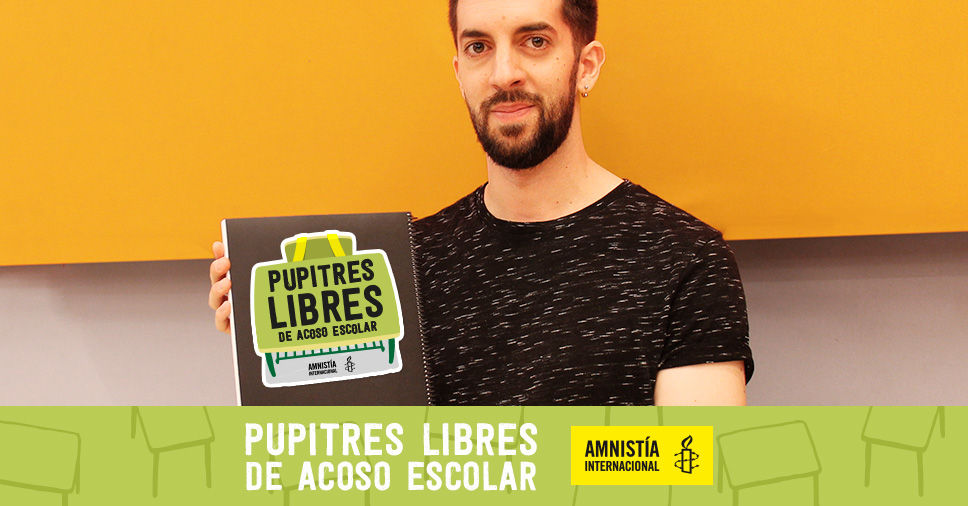 PUPITRES
LIBRES
DE ACOSO ESCOLAR
AMNISTÍA
INTERNACIONAL
PUPITRES LIBRES
DE ACOSO ESCOLAR
AMNISTÍA
INTERNACIONAL